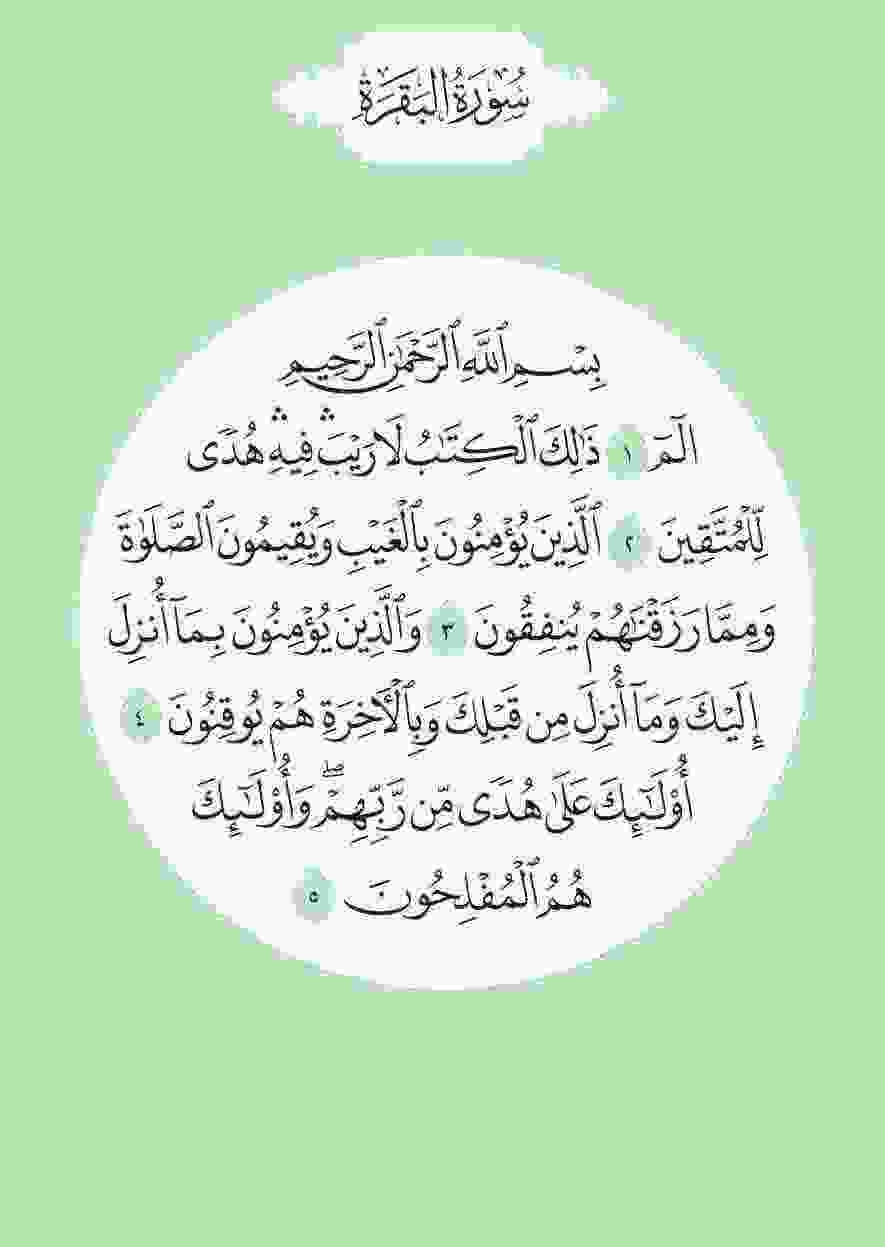 سُورَةُ البَقَرَةِ
بِسْمِ ٱللَّهِ ٱلرَّحْمَٰنِ ٱلرَّحِيمِ
الٓمٓ ١ ذَٰلِكَ ٱلْكِتَٰبُ لَا رَيْبَ ۛ فِيهِ ۛ هُدًى
لِّلْمُتَّقِينَ ٢ ٱلَّذِينَ يُؤْمِنُونَ بِٱلْغَيْبِ وَيُقِيمُونَ ٱلصَّلَوٰةَ
وَمِمَّا رَزَقْنَٰهُمْ يُنفِقُونَ ٣ وَٱلَّذِينَ يُؤْمِنُونَ بِمَآ أُنزِلَ
إِلَيْكَ وَمَآ أُنزِلَ مِن قَبْلِكَ وَبِٱلْأَخِرَةِ هُمْ يُوقِنُونَ ٤
أُو۟لَٰٓئِكَ عَلَىٰ هُدًى مِّن رَّبِّهِمْ ۖ وَأُو۟لَٰٓئِكَ
هُمُ ٱلْمُفْلِحُونَ ٥